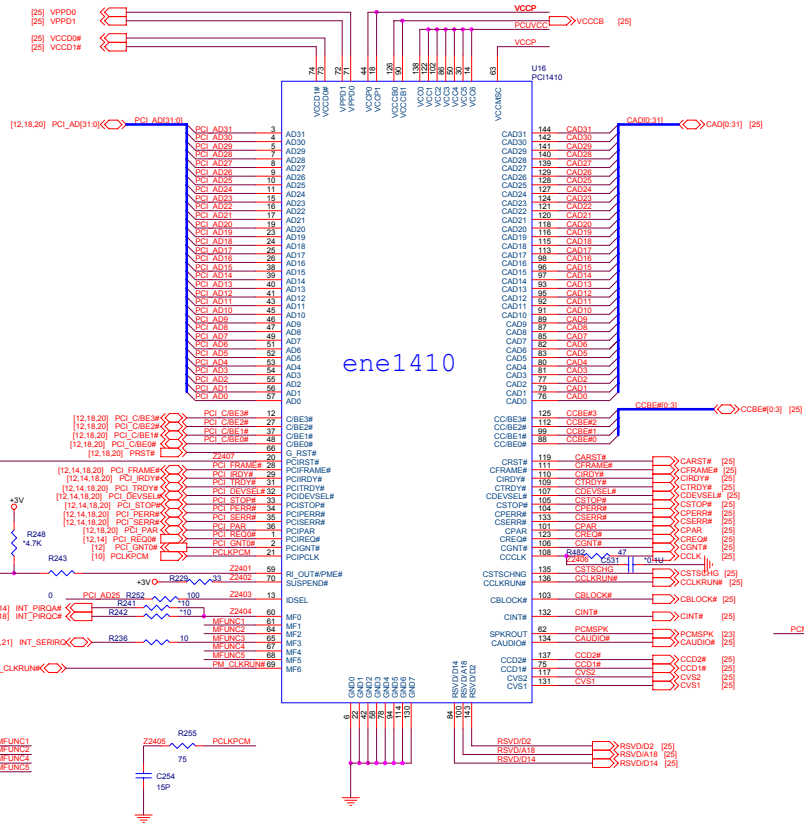 [25] VPPD0
[25] VPPD1
[25] VCCD0#
[25] VCCD1#
VCCP
PCUVCC
VCCCB [25]
VCCP
74 73 72 71 44 18 126 90 138 122 102 86 50 30 14 63
U16
PCI1410
VCCD1# VCCD0# VPPD1 VPPD0 VCCP0 VCCP1 VCCCB0 VCCCB1 VCC0 VCC1 VCC2 VCC3 VCC4 VCC5 VCC6 VCCMSC
[12,18,20] PCI_AD[31:0] PCI_AD[31:0]
CAD[0:31] CAD[0:31] [25]
PCI_AD31 3 AD31 CAD31 144 CAD31
PCI_AD30 4 AD30 CAD30 142 CAD30
PCI_AD29 5 AD29 CAD29 141 CAD29
PCI_AD28 7 AD28 CAD28 140 CAD28
PCI_AD27 8 AD27 CAD27 139 CAD27
PCI_AD26 9 AD26 CAD26 129 CAD26
PCI_AD25 10 AD25 CAD25 128 CAD25
PCI_AD24 11 AD24 CAD24 127 CAD24
PCI_AD23 15 AD23 CAD23 124 CAD23
PCI_AD22 16 AD22 CAD22 121 CAD22
PCI_AD21 17 AD21 CAD21 120 CAD21
PCI_AD20 19 AD20 CAD20 118 CAD20
PCI_AD19 23 AD19 CAD19 116 CAD19
PCI_AD18 24 AD18 CAD18 115 CAD18
PCI_AD17 25 AD17 CAD17 113 CAD17
PCI_AD16 26 AD16 CAD16 98 CAD16
PCI_AD15 38 AD15 CAD15 96 CAD15
PCI_AD14 39 AD14 CAD14 97 CAD14
PCI_AD13 40 AD13 CAD13 93 CAD13
PCI_AD12 41 AD12 CAD12 95 CAD12
PCI_AD11 43 AD11 CAD11 92 CAD11
PCI_AD10 45 AD10 CAD10 91 CAD10
PCI_AD9 46 AD9 CAD9 89 CAD9
PCI_AD8 47 AD8 CAD8 87 CAD8
PCI_AD7 49 AD7 CAD7 85 CAD7
PCI_AD6 51 AD6 CAD6 82 CAD6
PCI_AD5 52 AD5 CAD5 83 CAD5
PCI_AD4 53 AD4 CAD4 80 CAD4
PCI_AD3 54 AD3 CAD3 81 CAD3
PCI_AD2 55 AD2 CAD2 77 CAD2
PCI_AD1 56 AD1 CAD1 79 CAD1
PCI_AD0 57 AD0 CAD0 76 CAD0
ene1410
CCBE#[0:3] CCBE#[0:3] [25]
[12,18,20] PCI_C/BE3# PCI_C/BE3# 12 C/BE3# CC/BE3# 125 CCBE#3
[12,18,20] PCI_C/BE2# PCI_C/BE2# 27 C/BE2# CC/BE2# 112 CCBE#2
[12,18,20] PCI_C/BE1# PCI_C/BE1# 37 C/BE1# CC/BE1# 99 CCBE#1
[12,18,20] PCI_C/BE0# PCI_C/BE0# 48 C/BE0# CC/BE0# 88 CCBE#0
[12,18,20] PRST# 66 G_RST#
Z2407 20 PCIRST# CRST# 119 CARST# CARST# [25]
[12,14,18,20] PCI_FRAME# PCI_FRAME# 28 PCIFRAME# CFRAME# 111 CFRAME# CFRAME# [25]
[12,14,18,20] PCI_IRDY# PCI_IRDY# 29 PCIIRDY# CIRDY# 110 CIRDY# CIRDY# [25]
[12,14,18,20] PCI_TRDY# PCI_TRDY# 31 PCITRDY# CTRDY# 109 CTRDY# CTRDY# [25]
[12,14,18,20] PCI_DEVSEL# PCI_DEVSEL# 32 PCIDEVSEL# CDEVSEL# 107 CDEVSEL# CDEVSEL# [25]
[12,14,18,20] PCI_STOP# PCI_STOP# 33 PCISTOP# CSTOP# 105 CSTOP# CSTOP# [25]
[12,14,18,20] PCI_PERR# PCI_PERR# 34 PCIPERR# CPERR# 104 CPERR# CPERR# [25]
[12,14,18,20] PCI_SERR# PCI_SERR# 35 PCISERR# CSERR# 133 CSERR# CSERR# [25]
[12,18,20] PCI_PAR PCI_PAR 36 PCIPAR CPAR 101 CPAR CPAR [25]
[12,14] PCI_REQ0# PCI_REQ0# 1 PCIREQ# CREQ# 123 CREQ# CREQ# [25]
[12] PCI_GNT0# PCI_GNT0# 2 PCIGNT# CGNT# 106 CGNT# CGNT# [25]
[10] PCLKPCM PCLKPCM 21 PCIPCLK CCCLK 108 R482 47 CCLK [25]
Z2406 C531 *0.1U
+3V
R248
*4.7K
R243
0
Z2401 59 RI_OUT#/PME# CSTSCHNG 135 CSTSCHG CSTSCHG [25]
+3V R229 33 Z2402 70 SUSPEND# CCLKRUN# 136 CCLKRUN# CCLKRUN# [25]
PCI_AD25 R252 100 Z2403 13 IDSEL CBLOCK# 103 CBLOCK# CBLOCK# [25]
14] INT_PIRQA# R241 *10
18] INT_PIRQC# R242 *10 Z2404 60 MF0 CINT# 132 CINT# CINT# [25]
MFUNC1 61 MF1
MFUNC2 64 MF2 SPKROUT 62 PCMSPK PCMSPK [23]
,21] INT_SERIRQ R236 10 65 MF3 CAUDIO# 134 CAUDIO# CAUDIO# [25]
MFUNC4 67 MF4
MFUNC5 68 MF5 CCD2# 137 CCD2# CCD2# [25]
_CLKRUN# PM_CLKRUN# 69 MF6 CCD1# 75 CCD1# CCD1# [25]
CVS2 117 CVS2 CVS2 [25]
CVS1 131 CVS1 CVS1 [25]
PCM
GND0 GND1 GND2 GND3 GND4 GND5 GND6 GND7 RSVD/D14 RSVD/A18 RSVD/D2
6 22 42 58 78 94 114 130 84 100 143
RSVD/D2 RSVD/D2 [25]
RSVD/A18 RSVD/A18 [25]
RSVD/D14 RSVD/D14 [25]
MFUNC1
MFUNC2
MFUNC4
MFUNC5
Z2405 R255 PCLKPCM
75
C254
15P